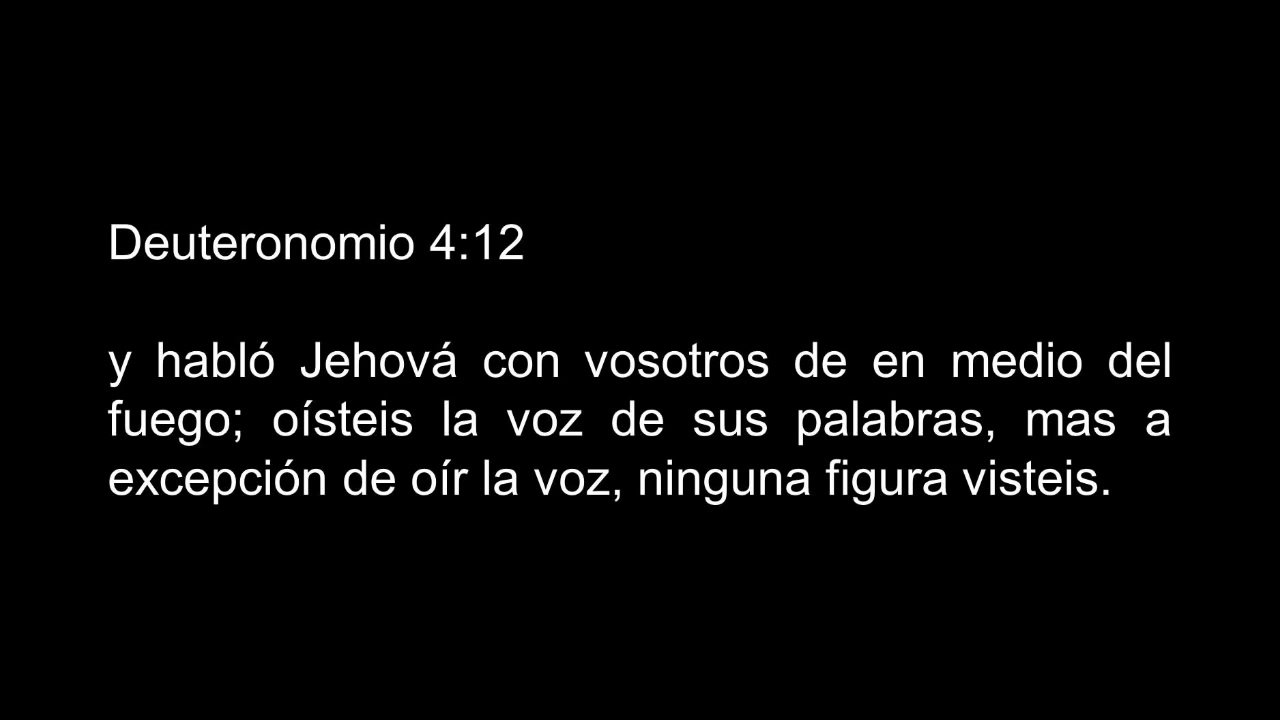 Deuteronomio 4:12
y habló Jehová con vosotros de en medio del
fuego; oísteis la voz de sus palabras, mas a
excepción de oír la voz, ninguna figura visteis.